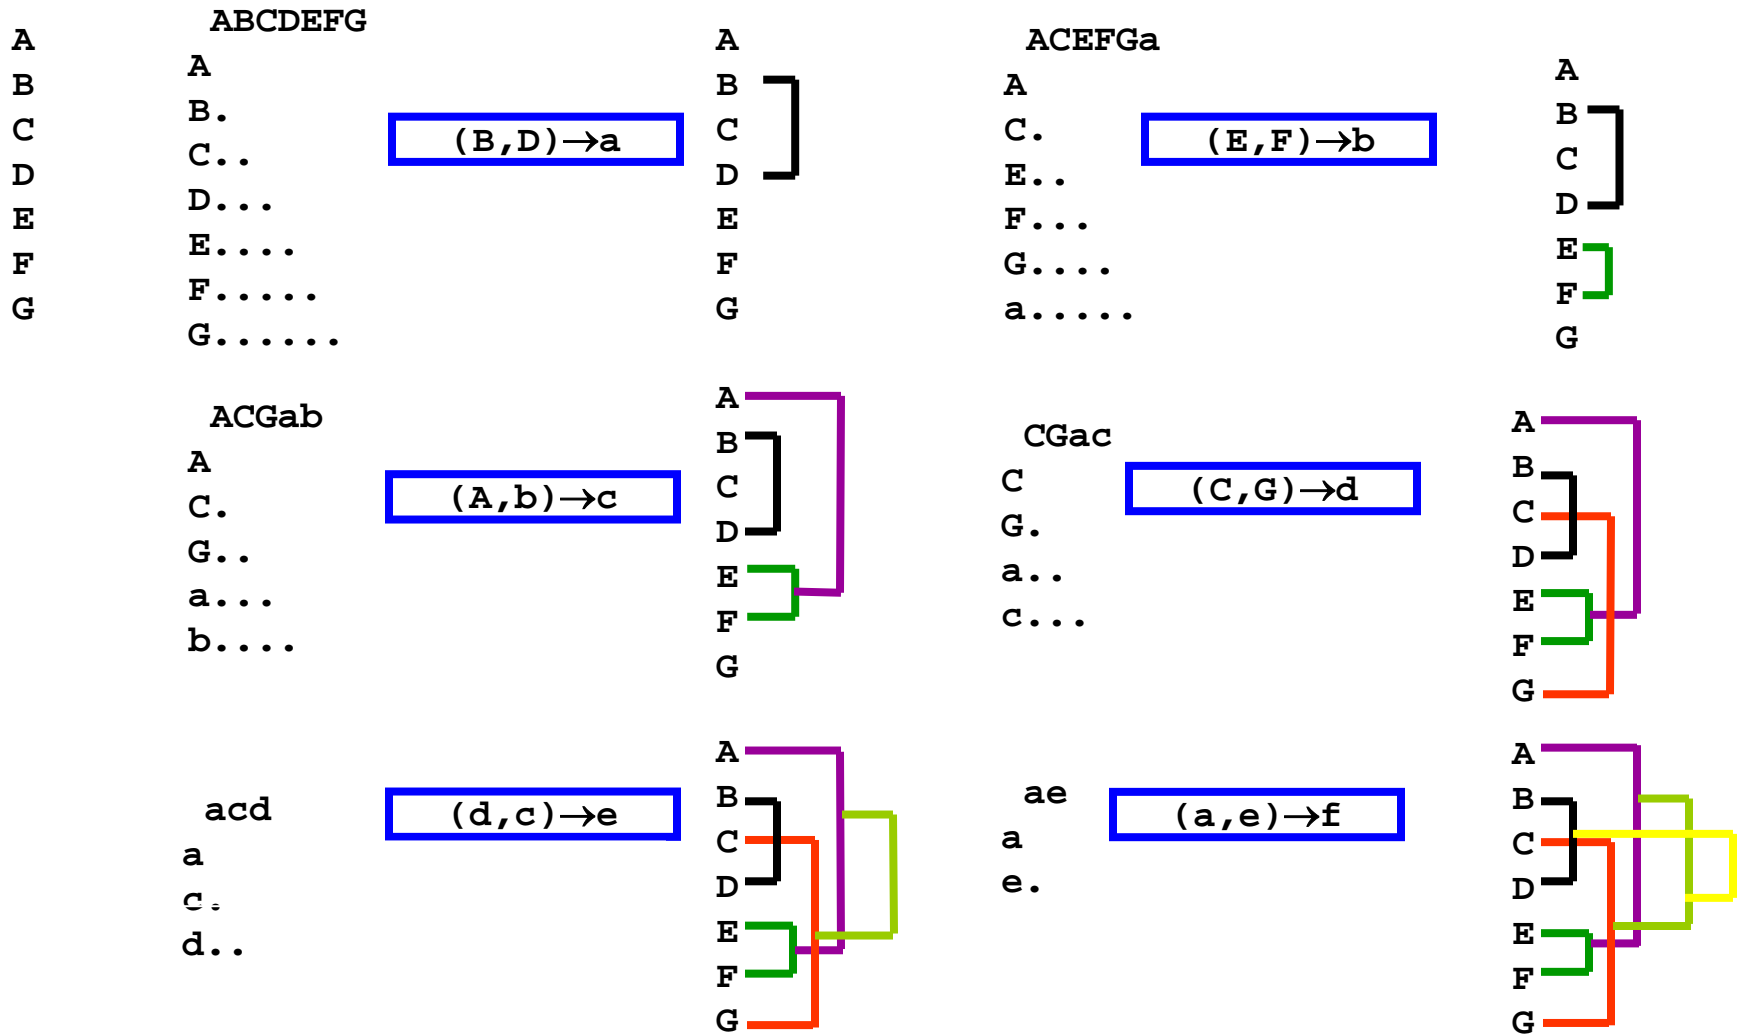 A
B
C
D
E
F
G
ABCDEFG
A
B.
C..
D...
E....
F.....
G......
(B,D)→a
A
B
C
D
E
F
G
ACEFGa
A
C.
E..
F...
G....
a.....
(E,F)→b
A
B
C
D
E
F
G
ACGab
A
C.
G..
a...
b....
(A,b)→c
A
B
C
D
E
F
G
CGac
C
G.
a..
c...
(C,G)→d
A
B
C
D
E
F
G
acd
a
c.
d..
(d,c)→e
A
B
C
D
E
F
G
ae
a
e.
(a,e)→f
A
B
C
D
E
F
G